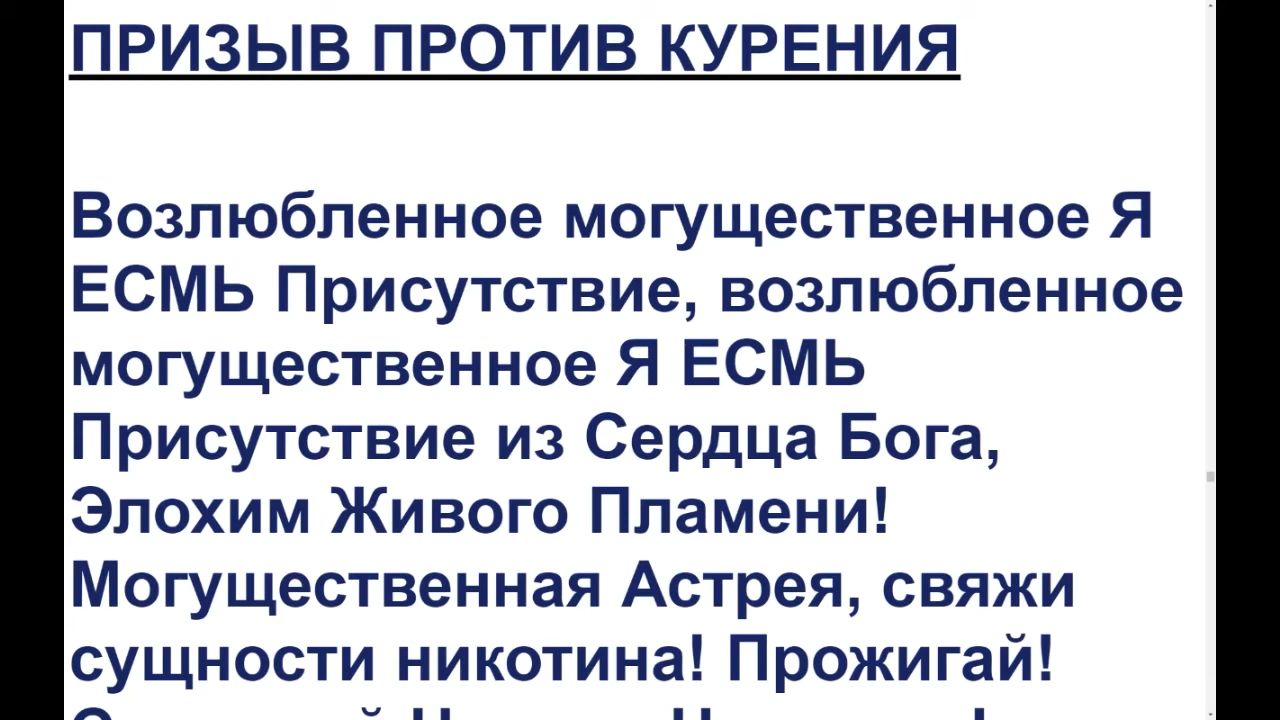 ПРИЗЫВ ПРОТИВ КУРЕНИЯ
Возлюбленное могущественное Я
ЕСМЬ Присутствие, возлюбленное
могущественное Я ЕСМЬ
Присутствие из Сердца Бога,
Элохим Живого Пламени!
Могущественная Астрея, свяжи
сущности никотина! Прожигай!